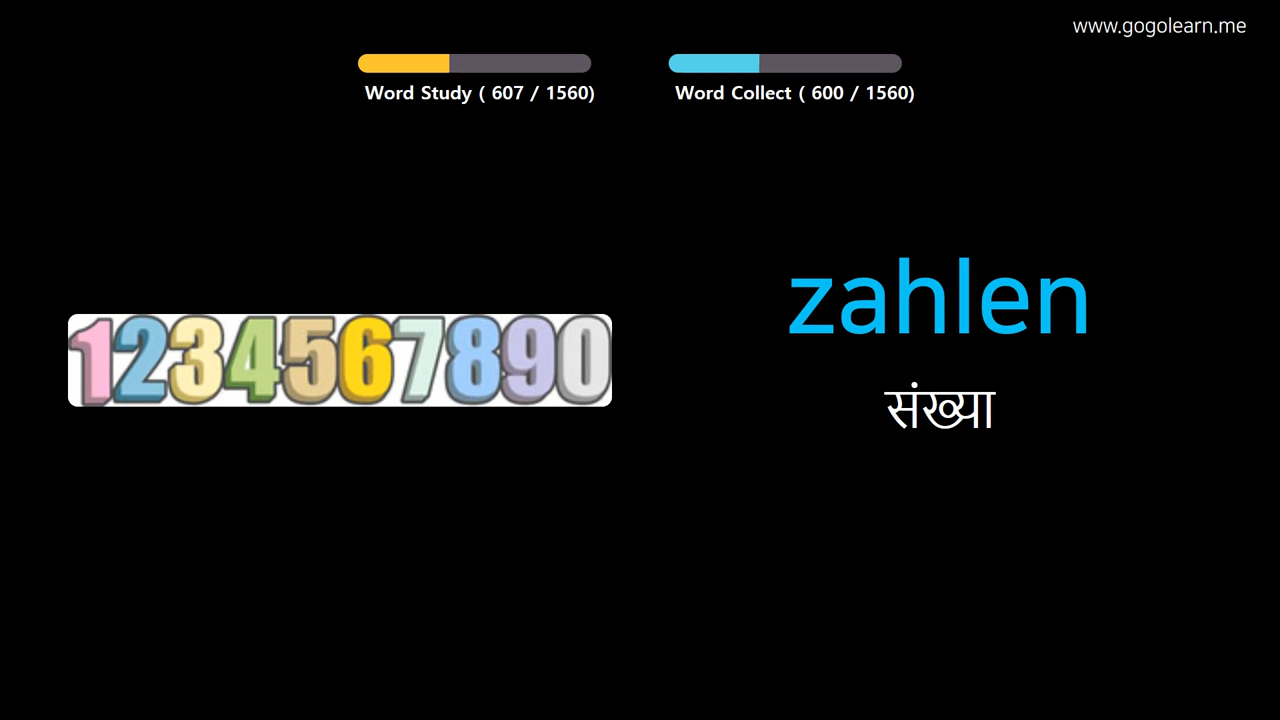 www.gogolearn.me
Word Study ( 607 / 1560)
Word Collect ( 600 / 1560)
zahlen
संख्या
1234567890